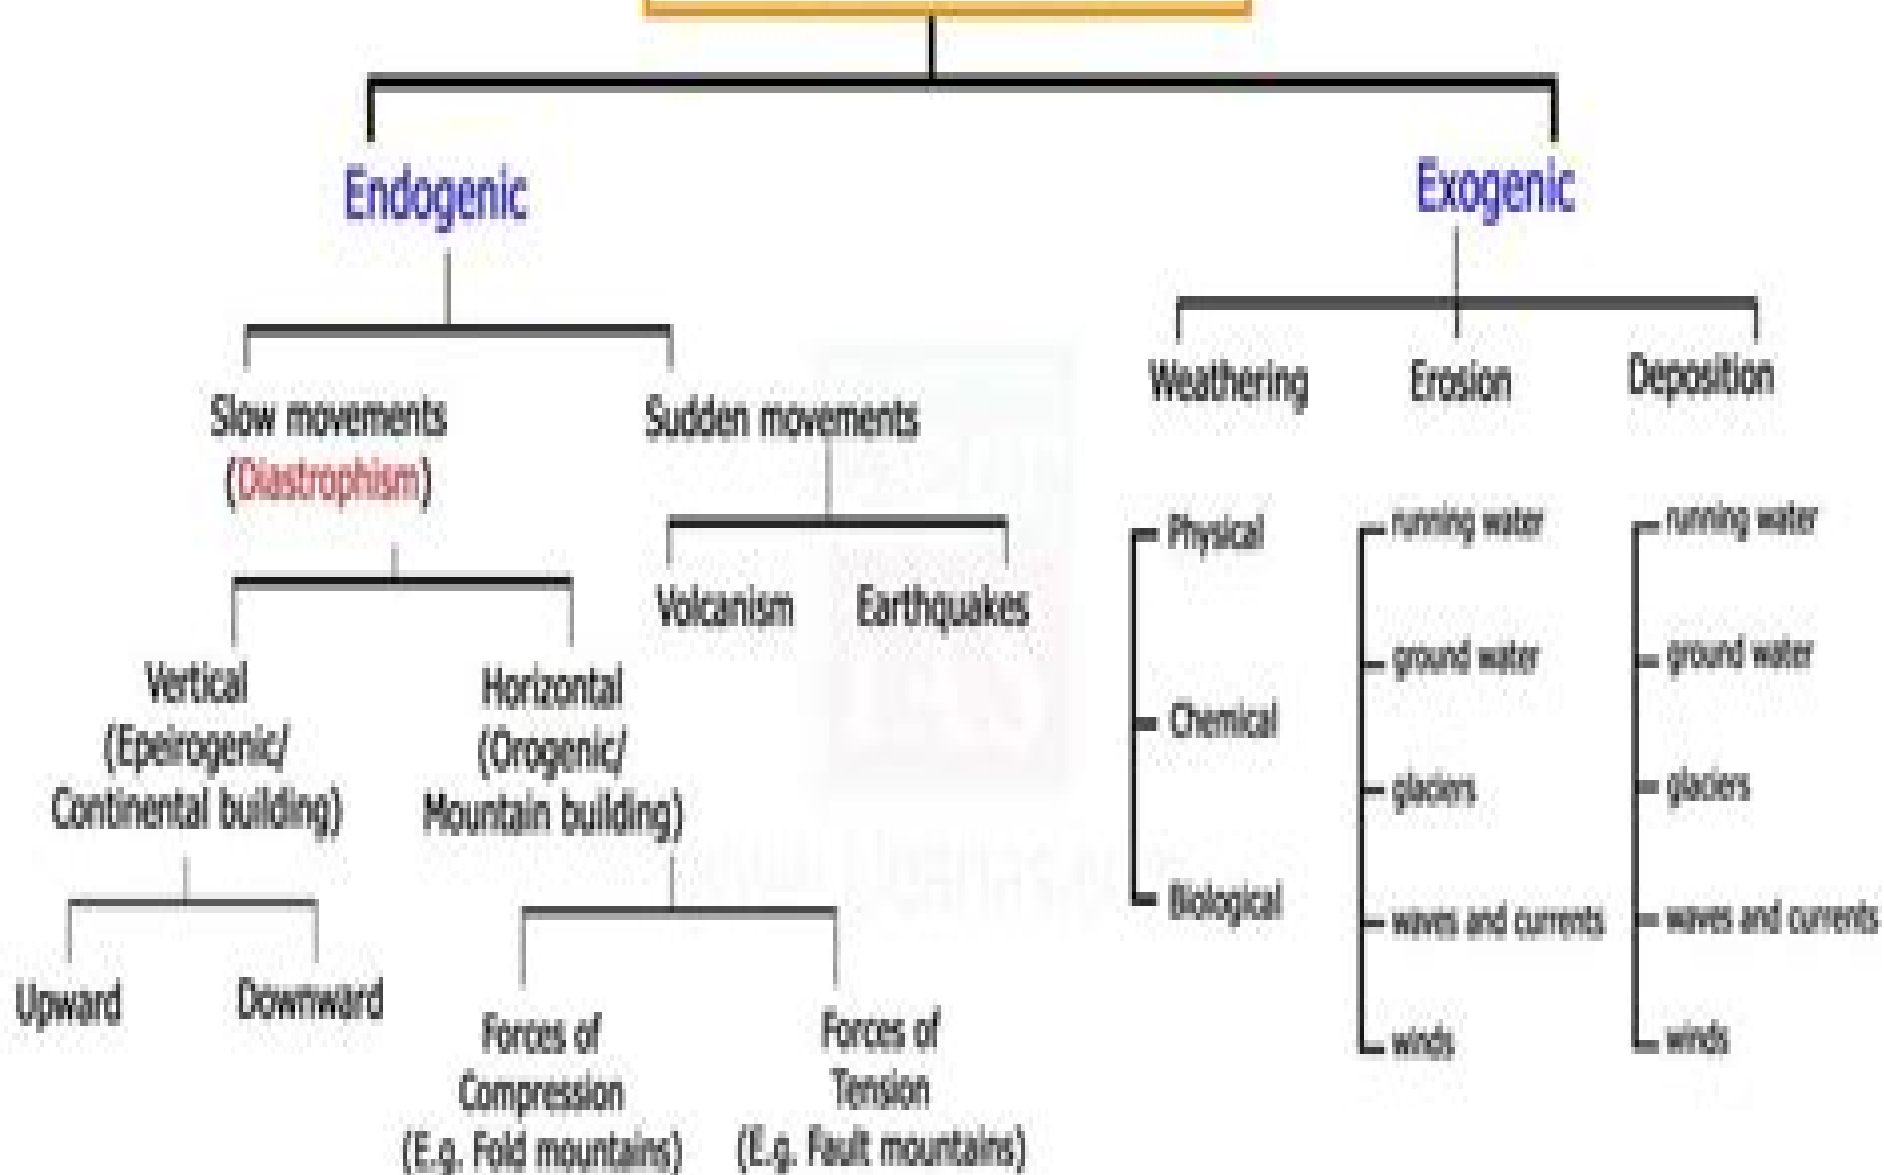 Endogenic
Exogenic
Slow movements
(Diastrophism)
Sudden movements
Weathering
Erosion
Deposition
Volcanism
Earthquakes
Vertical
(Epeirogenic/
Continental building)
Horizontal
(Orogenic/
Mountain building)
Upward
Downward
Forces of
Compression
(E.g. Fold mountains)
Forces of
Tension
(E.g. Fault mountains)
Physical
Chemical
Biological
running water
ground water
glaciers
waves and currents
winds
running water
ground water
glaciers
waves and currents
winds